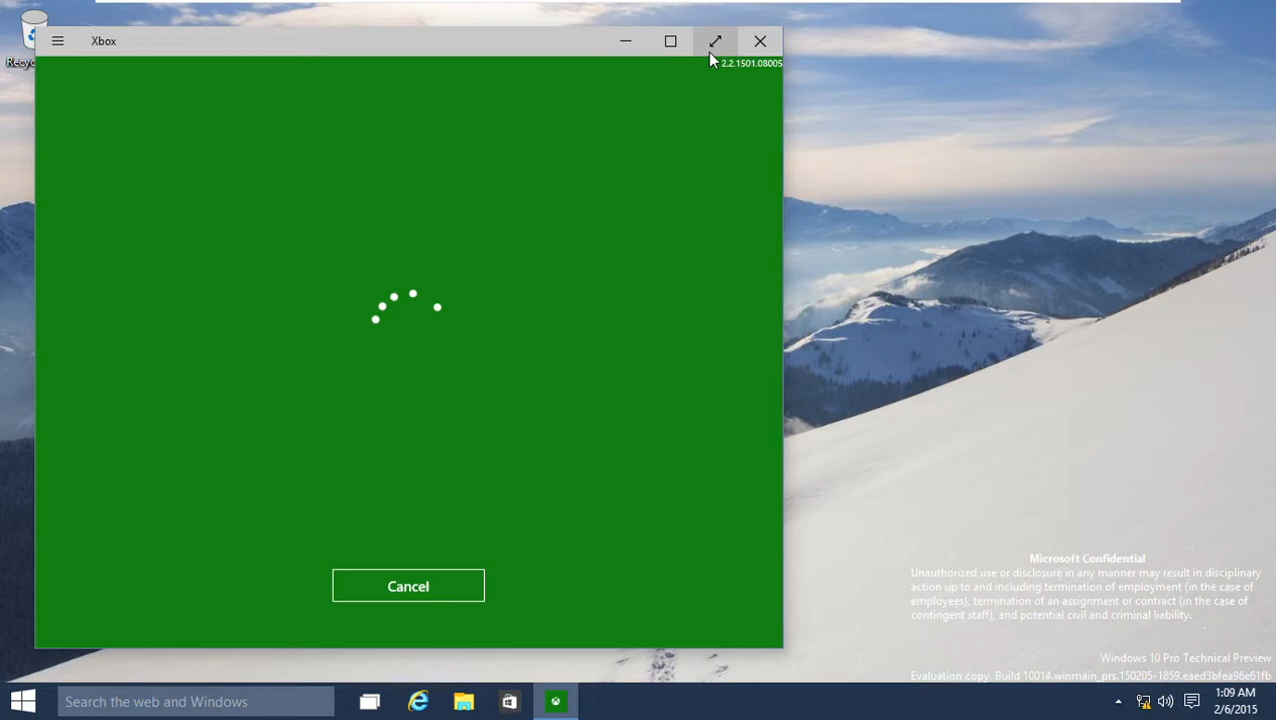 Xbox
2.2.1501.08005
Recyc
Cancel
Microsoft Confidential
Unauthorized use or disclosure in any manner may result in disciplinary
action up to and including termination of employment (in the case of
employees), termination of an assignment or contract (in the case of
contingent staff), and potential civil and criminal liability.
Windows 10 Pro Technical Preview
Evaluation copy. Build 10014.winmain_prs.150205-1859.eaed3bfea96e61fb
Search the web and Windows
1:09 AM
2/6/2015